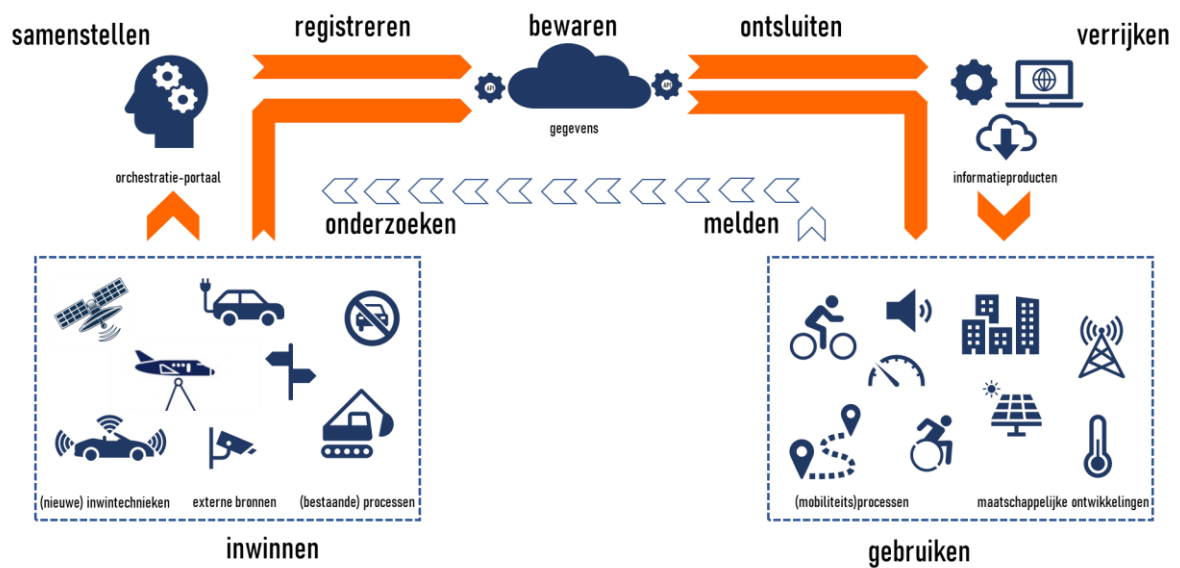 samenstellen
registreren
bewaren
ontsluiten
verrijken
API
API
gegevens
orchestratie-portaal
informatieproducten
onderzoeken
melden
(nieuwe) inwintechnieken
externe bronnen
(bestaande) processen
(mobiliteits)processen
maatschappelijke ontwikkelingen
inwinnen
gebruiken